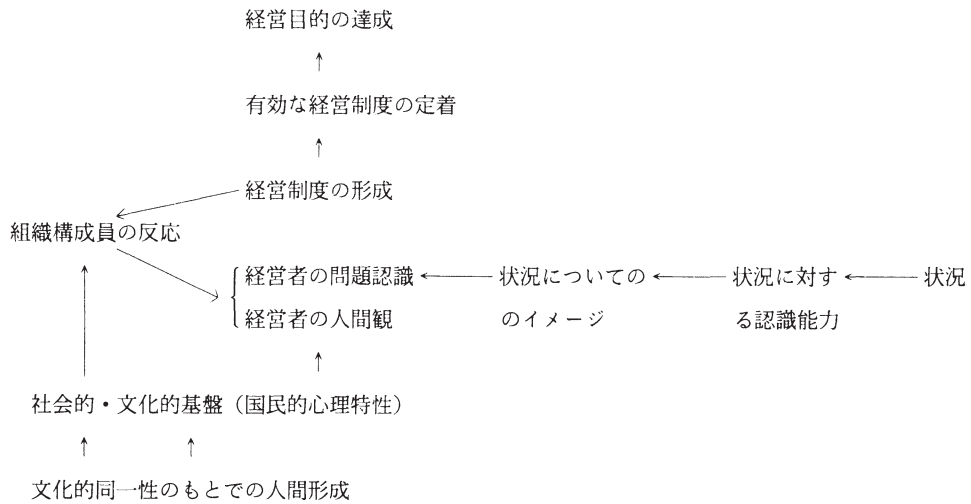 経営目的の達成
有効な経営制度の定着
経営制度の形成
組織構成員の反応
経営者の問題認識
経営者の人間観
状況についての
のイメージ
状況に対す
る認識能力
状況
社会的・文化的基盤（国民的心理特性）
文化的同一性のもとでの人間形成